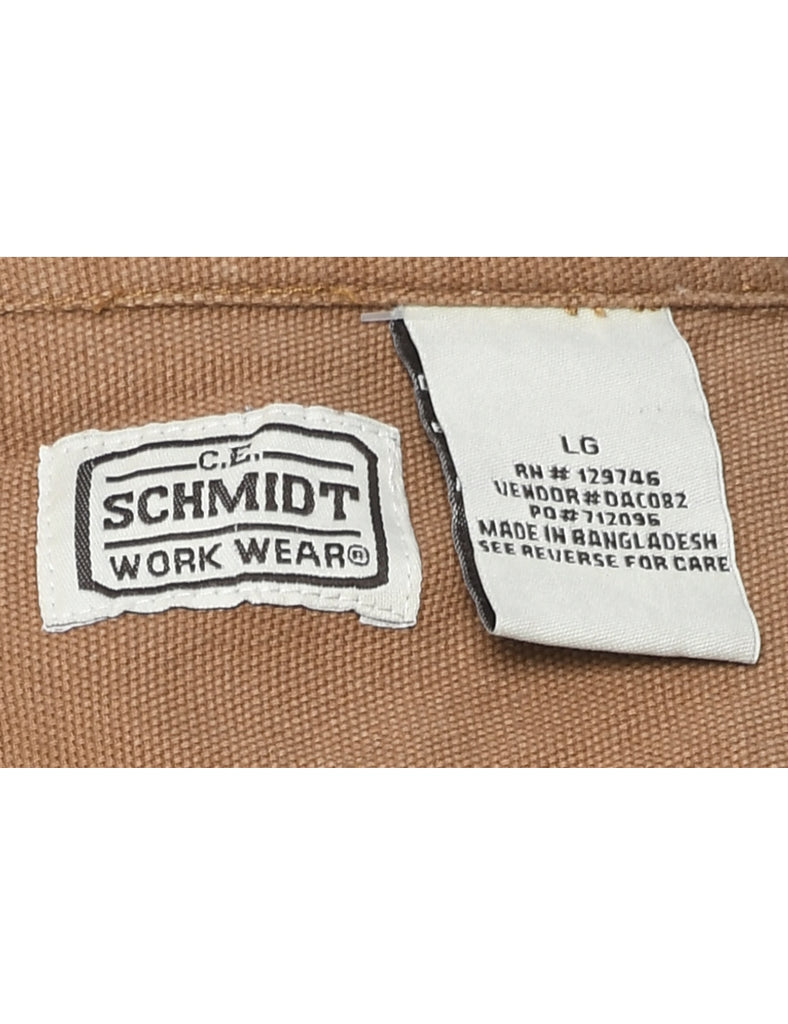 C.E.
SCHMIDT
WORK WEAR®
LG
RN # 129746
VENDOR # DAC082
PO # 712096
MADE IN BANGLADESH
SEE REVERSE FOR CARE